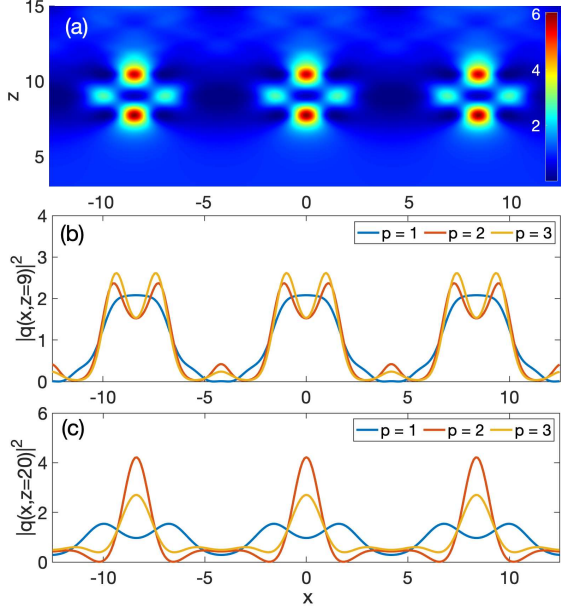 15
(a)
6
4
2
10
z
5
-10 -5 0 5 10
4
(b)
p = 1 p = 2 p = 3
3
2
1
0
|q(x,z=9)|²
-10 -5 0 5 10
6
(c)
p = 1 p = 2 p = 3
4
2
0
|q(x,z=20)|²
-10 -5 0 5 10
x